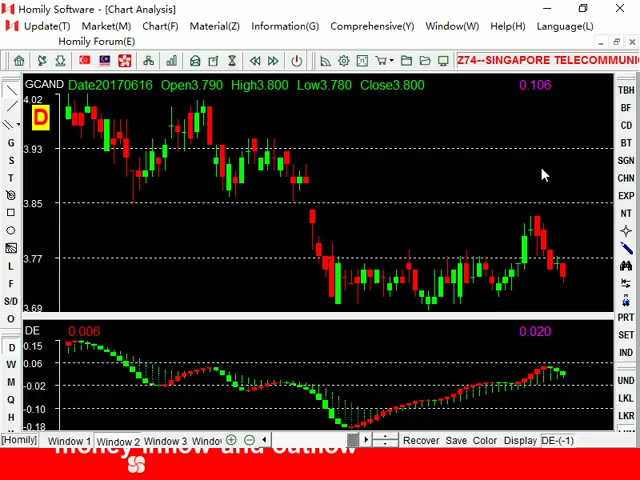 Homily Software - [Chart Analysis]
Update(T) Market(M) Chart(F) Material(Z) Information(G) Comprehensive(Y) Window(W) Help(H) Language(L)
Homily Forum(E)
Z74--SINGAPORE TELECOMMUNI
GCAND Date20170616 Open3.790 High3.800 Low3.780 Close3.800 0.106
TBH
BF
CD
BT
SGN
CHN
EXP
NT
PRT
SET
IND
UND
LKL
LKR
G
S
T
L
F
S/D
O
D
W
M
Q
H
4.02
D
3.93
3.85
3.77
3.69
DE 0.006 0.020
0.15
0.06
-0.02
-0.10
-0.18
[Homily] Window 1 Window 2 Window 3 Windo Recover Save Color Display DE-(-1)
money inflow and outflow